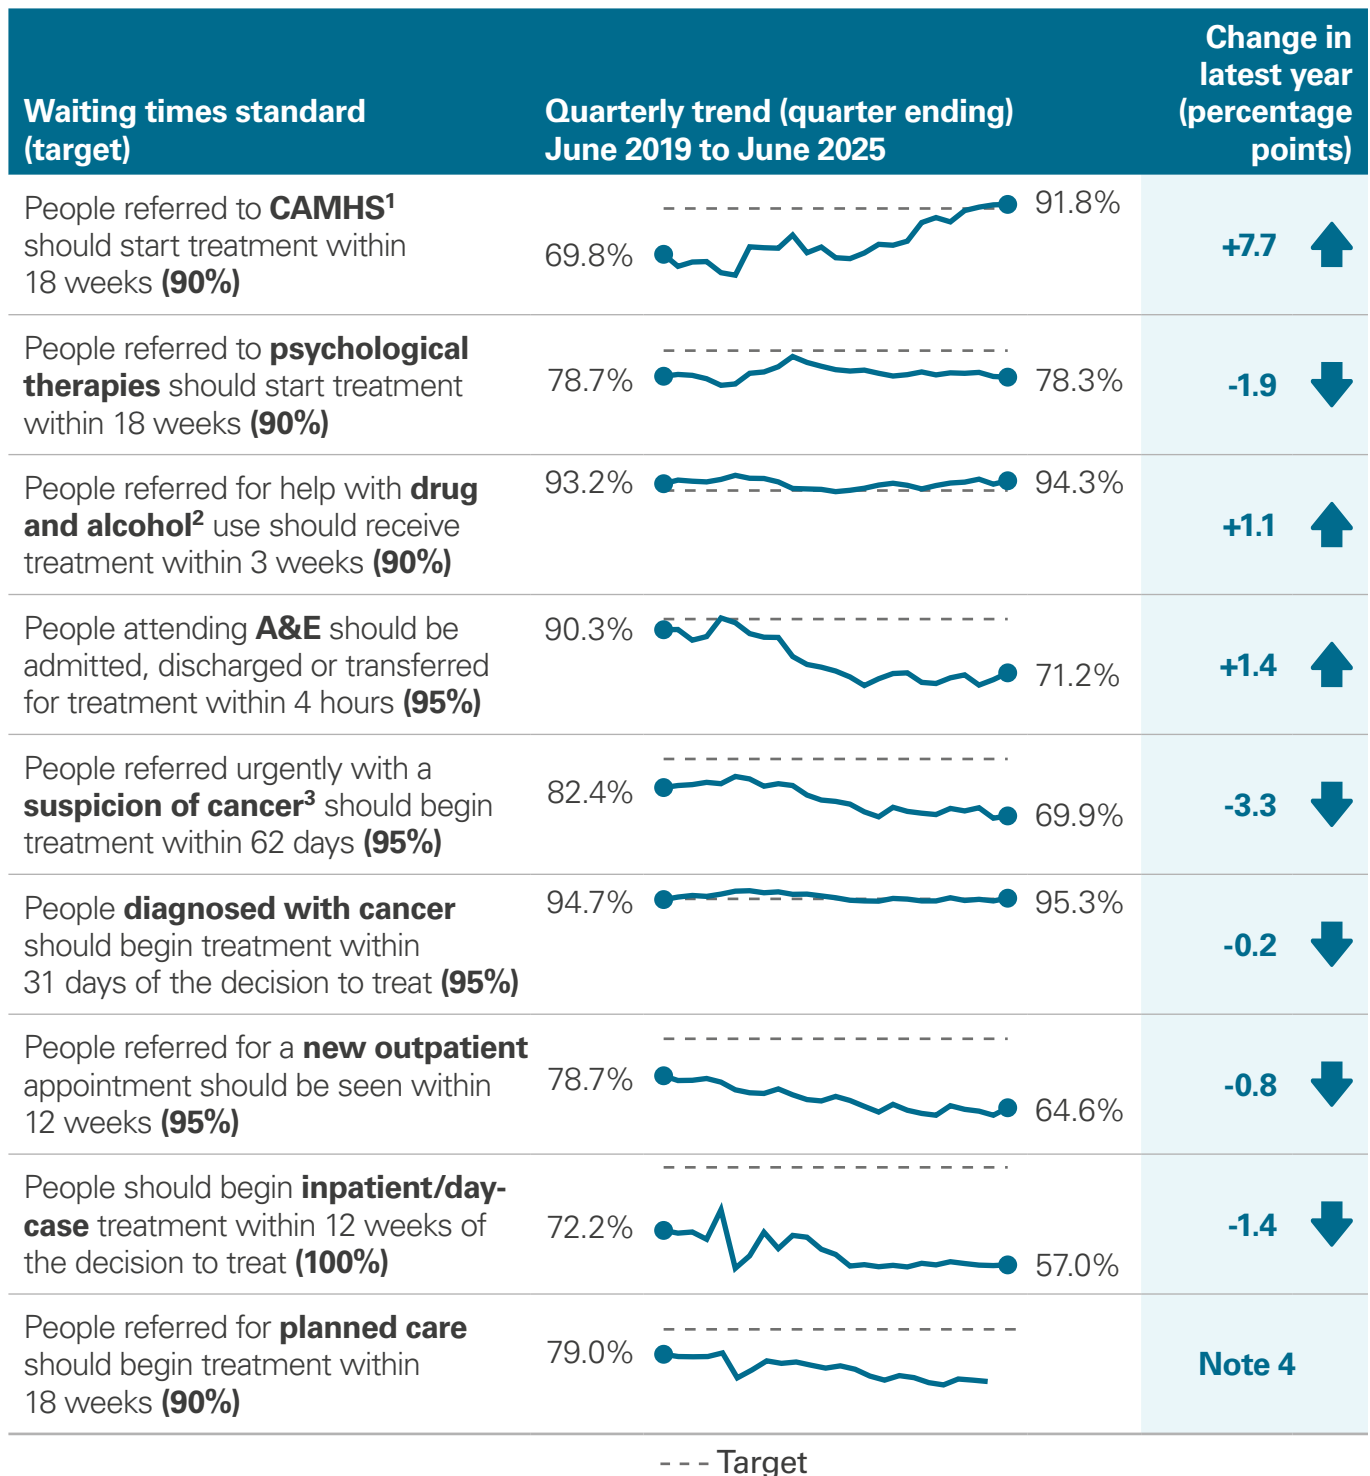 Waiting times standard
(target)
Quarterly trend (quarter ending)
June 2019 to June 2025
Change in
latest year
(percentage
points)
People referred to CAMHS¹
should start treatment within
18 weeks (90%)
69.8%
91.8%
+7.7
People referred to psychological
therapies should start treatment
within 18 weeks (90%)
78.7%
78.3%
-1.9
People referred for help with drug
and alcohol² use should receive
treatment within 3 weeks (90%)
93.2%
94.3%
+1.1
People attending A&E should be
admitted, discharged or transferred
for treatment within 4 hours (95%)
90.3%
71.2%
+1.4
People referred urgently with a
suspicion of cancer³ should begin
treatment within 62 days (95%)
82.4%
69.9%
-3.3
People diagnosed with cancer
should begin treatment within
31 days of the decision to treat (95%)
94.7%
95.3%
-0.2
People referred for a new outpatient
appointment should be seen within
12 weeks (95%)
78.7%
64.6%
-0.8
People should begin inpatient/day-
case treatment within 12 weeks of
the decision to treat (100%)
72.2%
57.0%
-1.4
People referred for planned care
should begin treatment within
18 weeks (90%)
79.0%
Note 4
--- Target